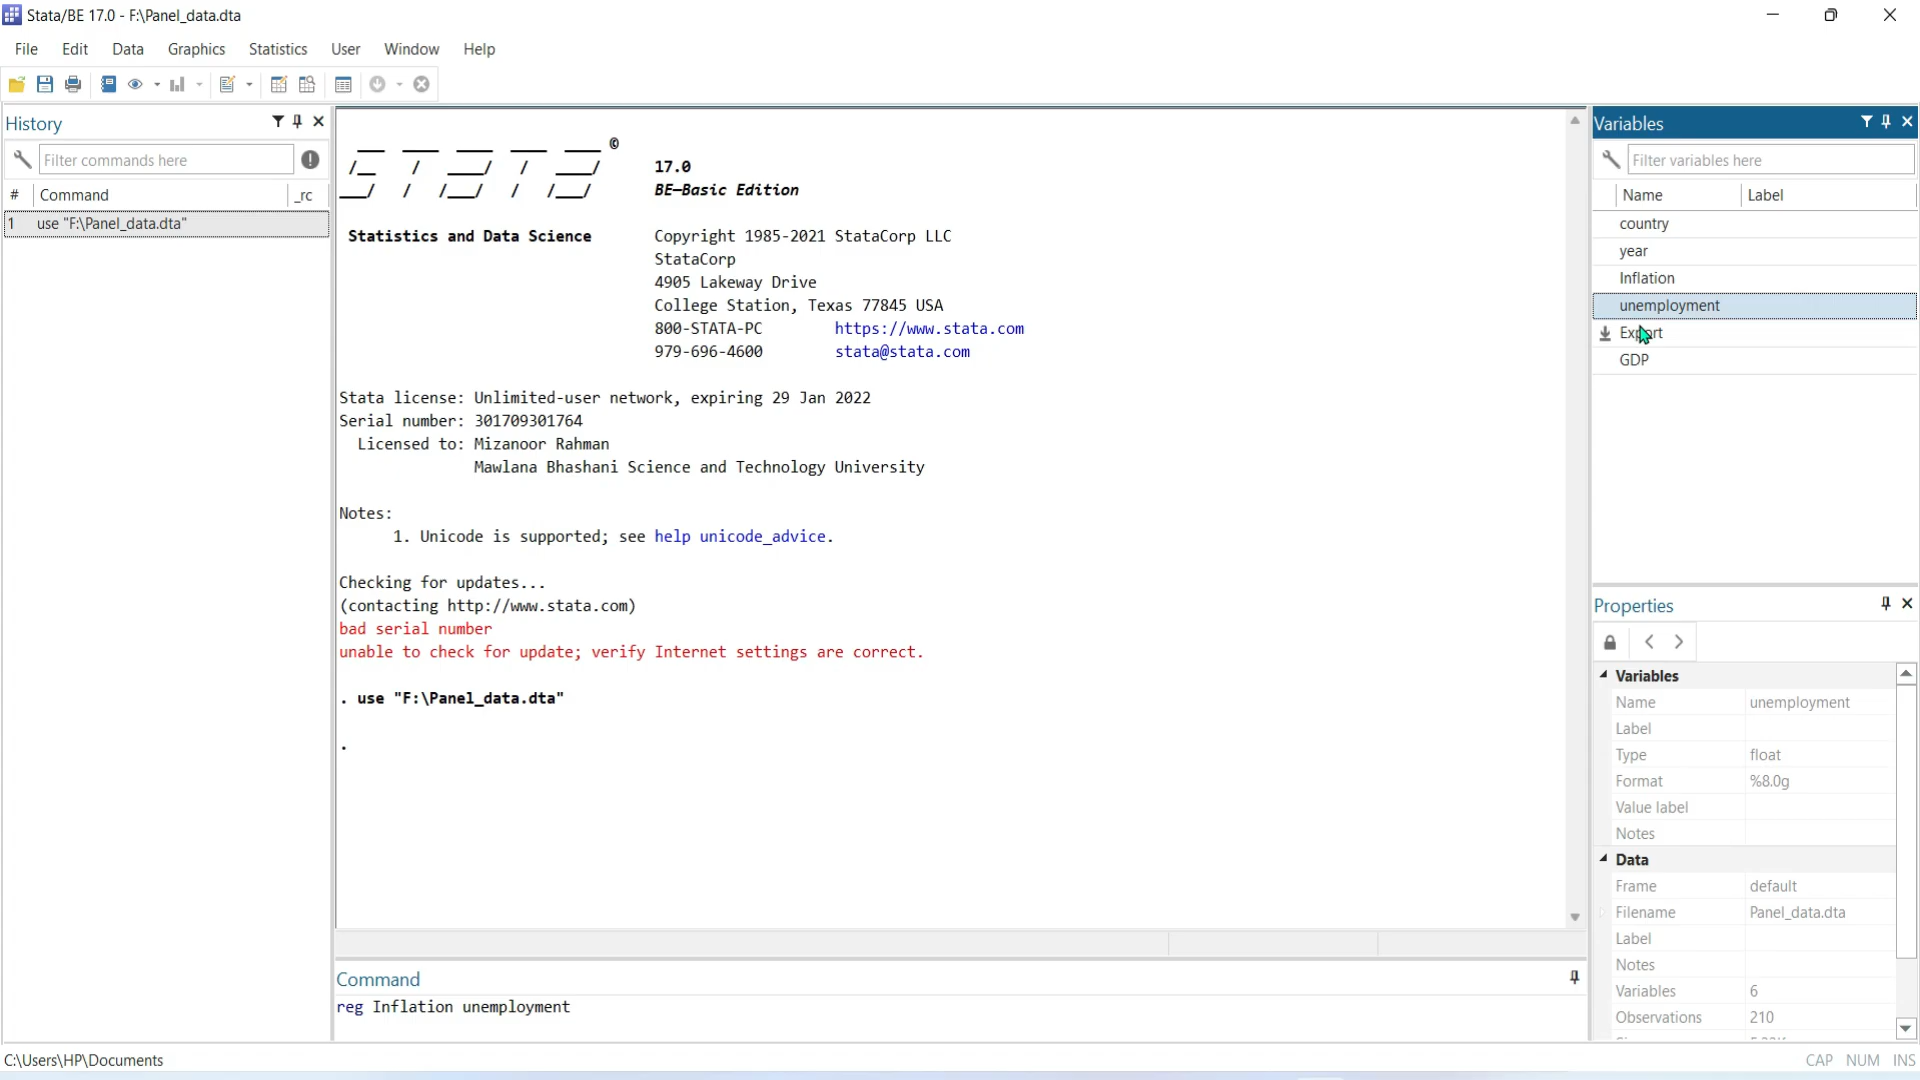 Stata/BE 17.0 - F:\Panel_data.dta
File Edit Data Graphics Statistics User Window Help
History
Filter commands here
# Command _rc
1 use "F:\Panel_data.dta"
©
17.0
BE—Basic Edition
Statistics and Data Science Copyright 1985-2021 StataCorp LLC
StataCorp
4905 Lakeway Drive
College Station, Texas 77845 USA
800-STATA-PC https://www.stata.com
979-696-4600 stata@stata.com
Stata license: Unlimited-user network, expiring 29 Jan 2022
Serial number: 301709301764
Licensed to: Mizanoor Rahman
Mawlana Bhashani Science and Technology University
Notes:
1. Unicode is supported; see help unicode_advice.
Checking for updates...
(contacting http://www.stata.com)
bad serial number
unable to check for update; verify Internet settings are correct.
. use "F:\Panel_data.dta"
.
Command
reg Inflation unemployment
Variables
Filter variables here
Name Label
country
year
Inflation
unemployment
Export
GDP
Properties
Variables
Name unemployment
Label
Type float
Format %8.0g
Value label
Notes
Data
Frame default
Filename Panel_data.dta
Label
Notes
Variables 6
Observations 210
C:\Users\HP\Documents
CAP NUM INS